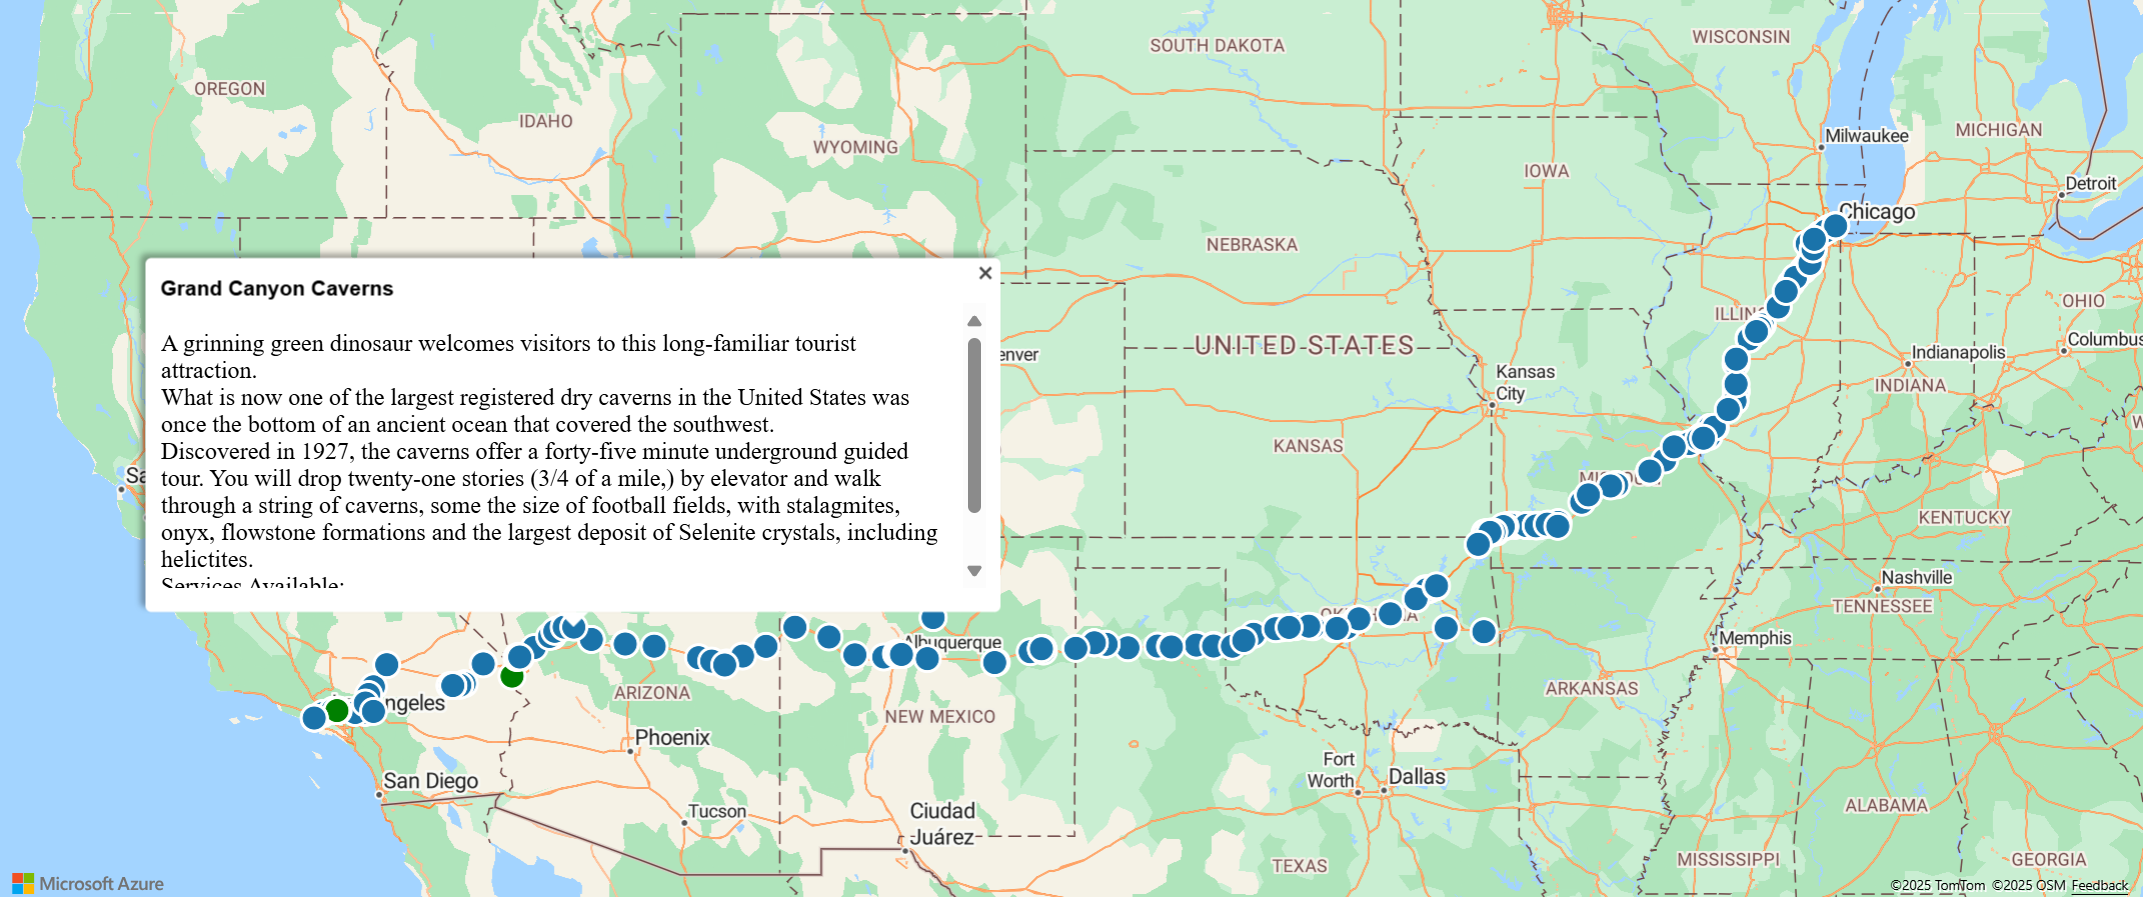 OREGON
IDAHO
WYOMING
SOUTH DAKOTA
WISCONSIN
Milwaukee
MICHIGAN
Detroit
IOWA
Chicago
NEBRASKA
OHIO
Columbus
Indianapolis
INDIANA
UNITED STATES
enver
Kansas
City
KANSAS
Sa
Grand Canyon Caverns
×
A grinning green dinosaur welcomes visitors to this long-familiar tourist
attraction.
What is now one of the largest registered dry caverns in the United States was
once the bottom of an ancient ocean that covered the southwest.
Discovered in 1927, the caverns offer a forty-five minute underground guided
tour. You will drop twenty-one stories (3/4 of a mile,) by elevator and walk
through a string of caverns, some the size of football fields, with stalagmites,
onyx, flowstone formations and the largest deposit of Selenite crystals, including
helictites.
Services Available:
ILLIN
W
KENTUCKY
Nashville
TENNESSEE
Memphis
ARKANSAS
Albuquerque
ngeles
ARIZONA
NEW MEXICO
Phoenix
San Diego
Tucson
Ciudad
Juárez
Fort
Worth
Dallas
TEXAS
ALABAMA
MISSISSIPPI
GEORGIA
Microsoft Azure
©2025 TomTom ©2025 OSM Feedback